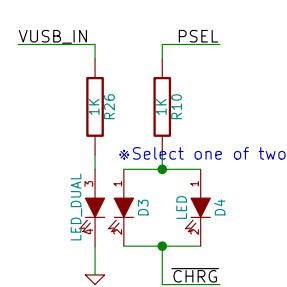 VUSB_IN
PSEL
1K
R26
1K
R10
※Select one of two
LED_DUAL
3
4
1
2
D3
LED
1
2
D4
CHRG